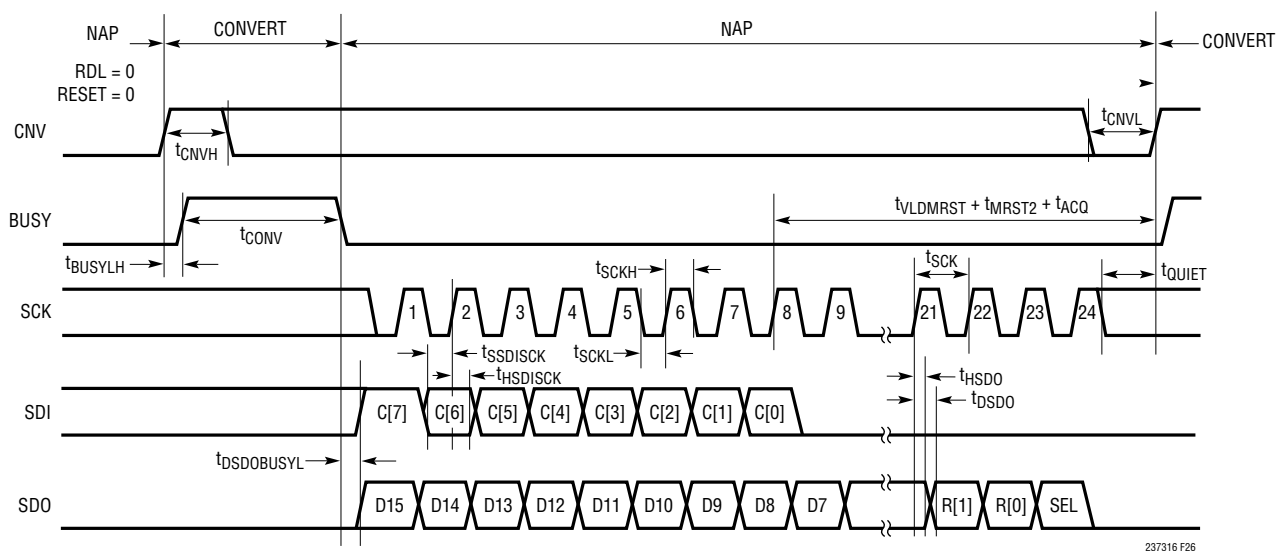 NAP
CONVERT
NAP
CONVERT
RDL = 0
RESET = 0
CNV
tCNVH
tCNVL
BUSY
tCONV
tVLDMRST + tMRST2 + tACQ
tBUSYLH
tSCKH
tSCK
tQUIET
SCK
1 2 3 4 5 6 7 8 9 21 22 23 24
tSSDISCK
tSCKL
tHSDISCK
tHSDO
tDSDO
SDI
C[7] C[6] C[5] C[4] C[3] C[2] C[1] C[0]
tDSDOBUSYL
SDO
D15 D14 D13 D12 D11 D10 D9 D8 D7 R[1] R[0] SEL
237316 F26